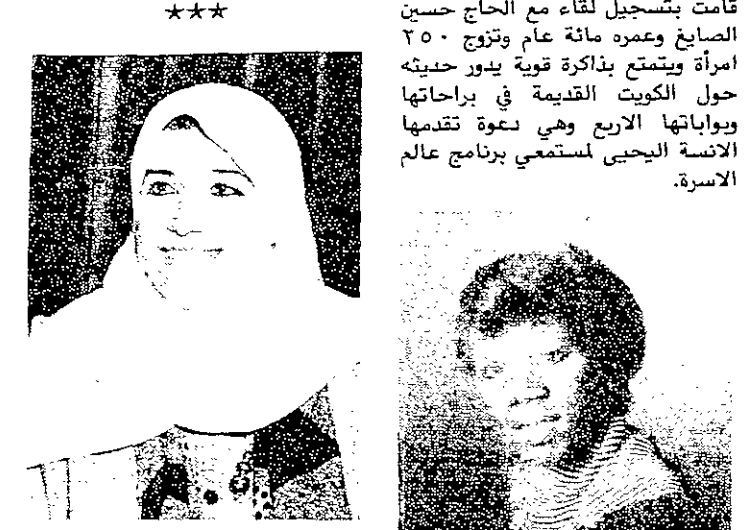 ★★★
قامت بتسجيل لقاء مع الحاج حسين
الصايغ وعمره مائة عام وتزوج ٢٥٠
امرأة ويتمتع بذاكرة قوية يدور حديثه
حول الكويت القديمة في براحاتها
وبواباتها الاربع وهي دعوة تقدمها
الانسة اليحيى لمستمعي برنامج عالم
الاسرة.